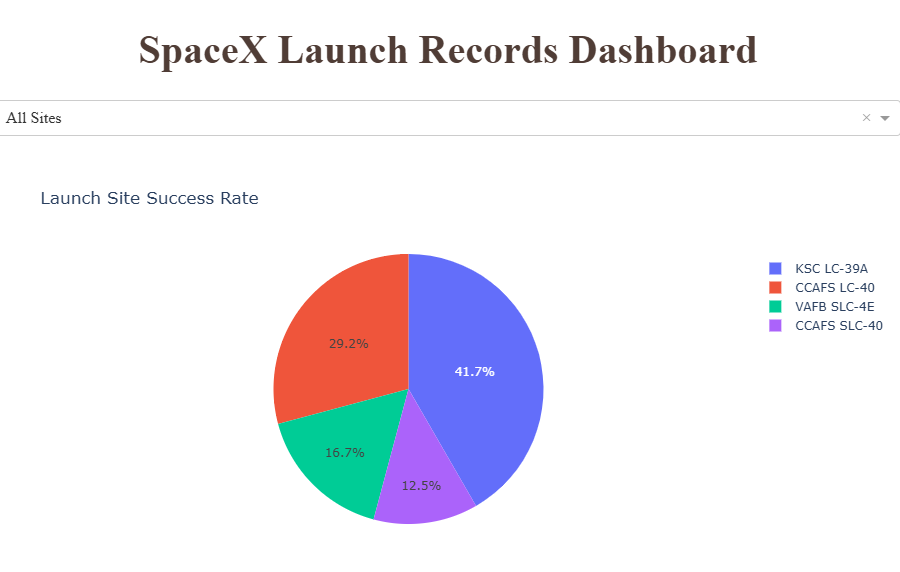 SpaceX Launch Records Dashboard
All Sites ×
Launch Site Success Rate
KSC LC-39A
CCAFS LC-40
VAFB SLC-4E
CCAFS SLC-40
29.2%
41.7%
16.7%
12.5%